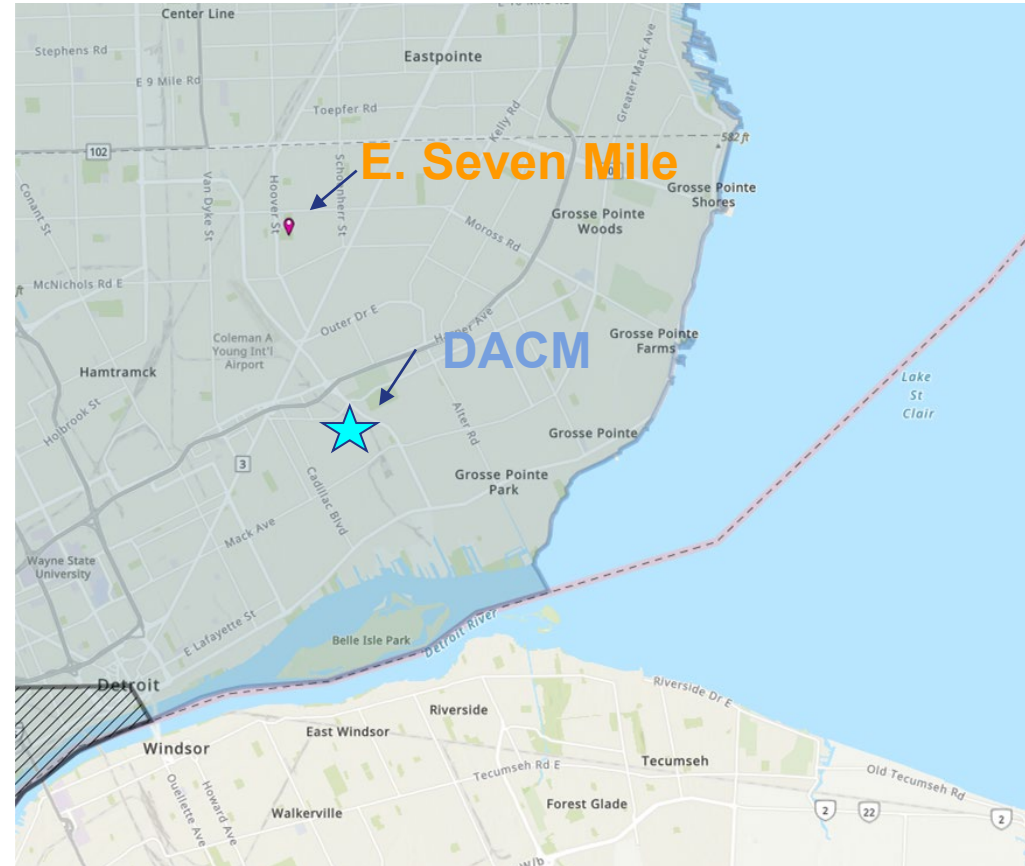 Center Line
Stephens Rd
Eastpointe
E 9 Mile Rd
Greater Mack Ave
Toepfer Rd
Kelly Rd
582 ft
102
E. Seven Mile
Conant St
Van Dyke St
Hoover St
Schoenherr St
Grosse Pointe
Shores
Grosse Pointe
Woods
Moross Rd
McNichols Rd E
ft
Outer Dr E
Harper Ave
Coleman A
Young Int'l
Airport
DACM
Grosse Pointe
Farms
Hamtramck
Lake
St
Clair
Holbrook St
Alter Rd
Grosse Pointe
3
Cadillac Blvd
Grosse Pointe
Park
Mack Ave
Wayne State
University
E Lafayette St
Belle Isle Park
Detroit River
Detroit
Riverside Dr E
Riverside
East Windsor
Windsor
Tecumseh
Tecumseh Rd E
Old Tecumseh Rd
Ouellette Ave
Howard Ave
Walkerville
Forest Glade
2
22
2